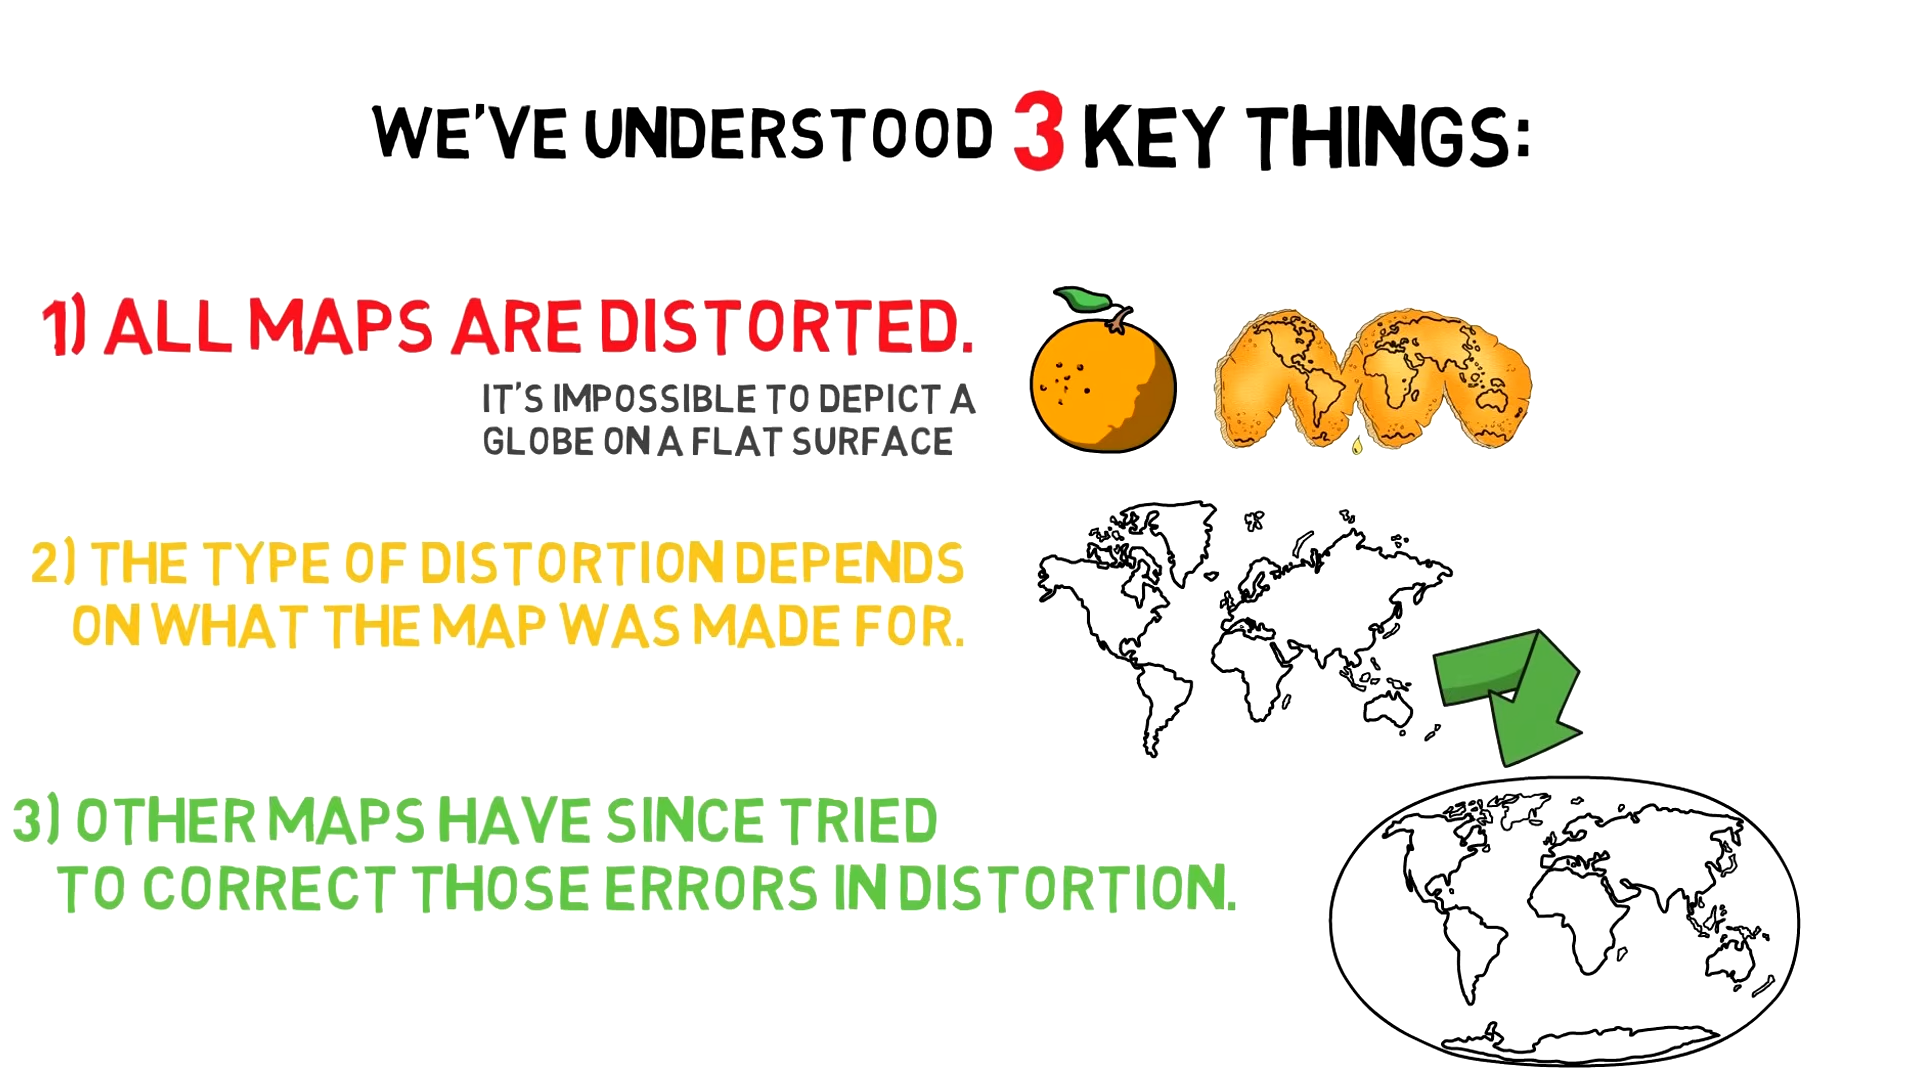 WE'VE UNDERSTOOD 3 KEY THINGS:
1) ALL MAPS ARE DISTORTED.
IT'S IMPOSSIBLE TO DEPICT A
GLOBE ON A FLAT SURFACE
2) THE TYPE OF DISTORTION DEPENDS
ON WHAT THE MAP WAS MADE FOR.
3) OTHER MAPS HAVE SINCE TRIED
TO CORRECT THOSE ERRORS IN DISTORTION.